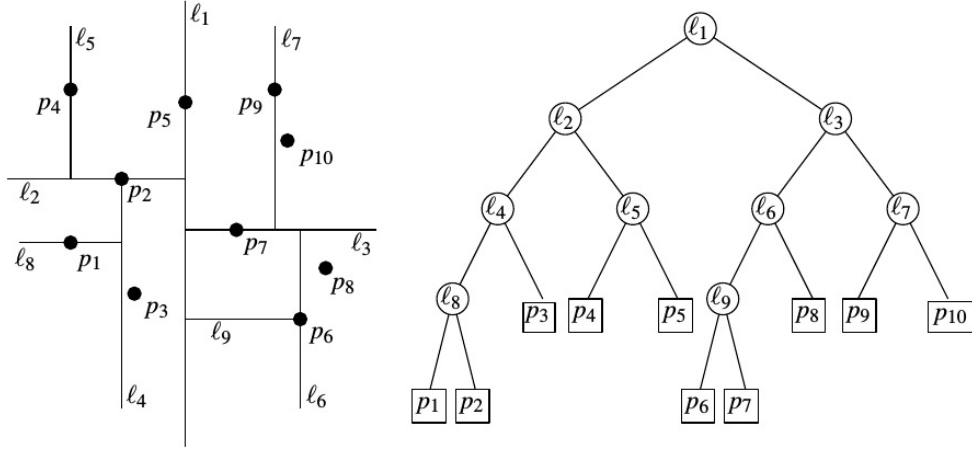 ℓ₁
ℓ₅
ℓ₇
p₄
p₅
p₉
p₁₀
ℓ₂
p₂
p₇
ℓ₃
ℓ₈
p₁
p₈
p₃
ℓ₉
p₆
ℓ₄
ℓ₆
ℓ₁
ℓ₂ ℓ₃
ℓ₄ ℓ₅ ℓ₆ ℓ₇
ℓ₈ p₃ p₄ p₅ ℓ₉ p₈ p₉ p₁₀
p₁ p₂ p₆ p₇